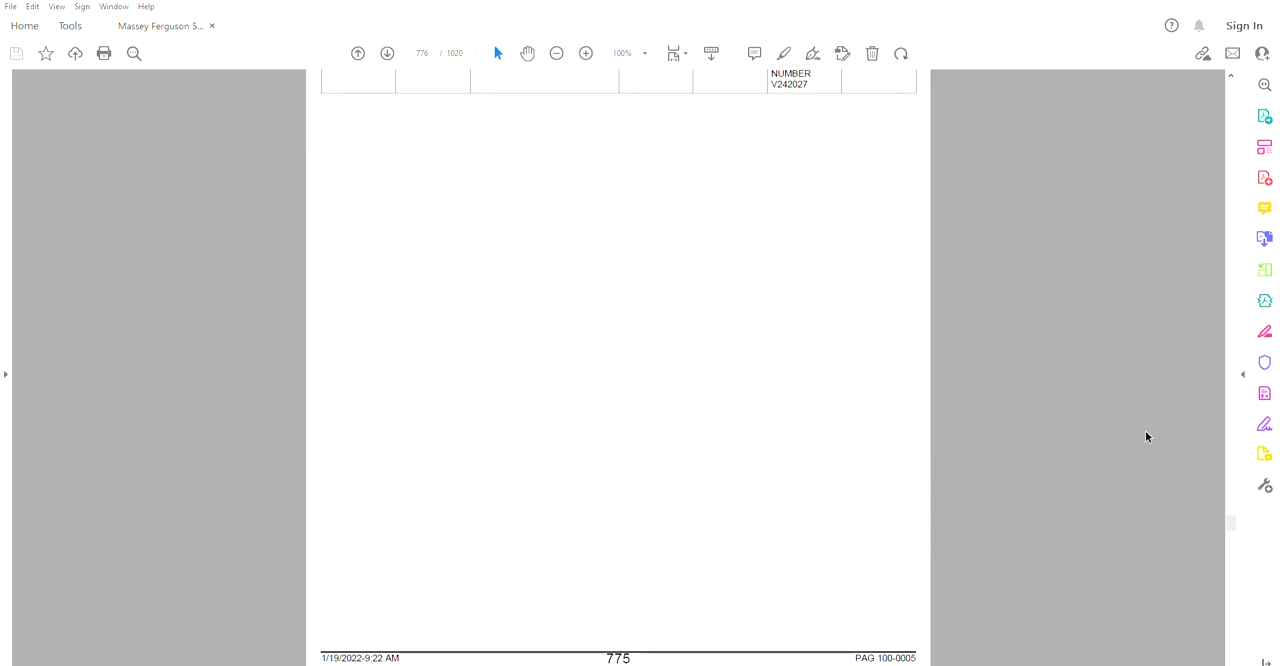 File Edit View Sign Window Help
Home Tools Massey Ferguson 5... × Sign In
776 / 1020 100%
NUMBER
V242027
1/19/2022-9:22 AM 775 PAG 100-0005